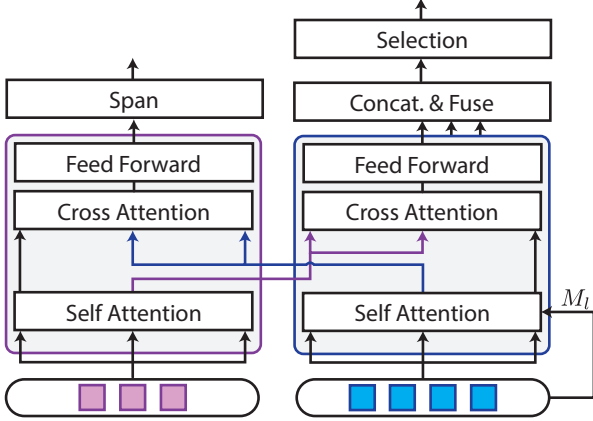 Selection
Span
Concat. & Fuse
Feed Forward
Feed Forward
Cross Attention
Cross Attention
Self Attention
Self Attention
M_l